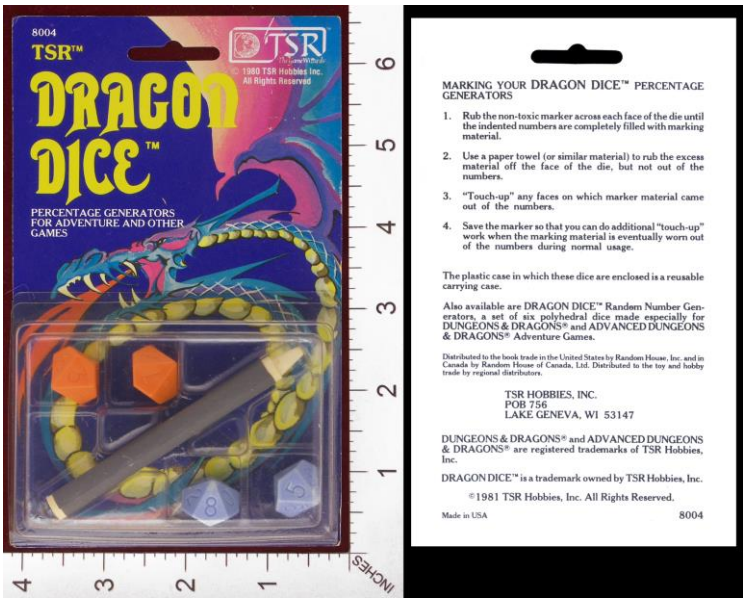 8004
TSR™
DRAGON
DICE™
PERCENTAGE GENERATORS
FOR ADVENTURE AND OTHER
GAMES
TSR
The Game Wizards
© 1980 TSR Hobbies Inc.
All Rights Reserved
8
5
6
5
4
3
2
1
4
3
2
1
INCHES
MARKING YOUR DRAGON DICE™ PERCENTAGE
GENERATORS
1. Rub the non-toxic marker across each face of the die until
the indented numbers are completely filled with marking
material.
2. Use a paper towel (or similar material) to rub the excess
material off the face of the die, but not out of the
numbers.
3. “Touch-up” any faces on which marker material came
out of the numbers.
4. Save the marker so that you can do additional “touch-up”
work when the marking material is eventually worn out
of the numbers during normal usage.
The plastic case in which these dice are enclosed is a reusable
carrying case.
Also available are DRAGON DICE™ Random Number Gen-
erators, a set of six polyhedral dice made especially for
DUNGEONS & DRAGONS® and ADVANCED DUNGEONS
& DRAGONS® Adventure Games.
Distributed to the book trade in the United States by Random House, Inc. and in
Canada by Random House of Canada, Ltd. Distributed to the toy and hobby
trade by regional distributors.
TSR HOBBIES, INC.
POB 756
LAKE GENEVA, WI 53147
DUNGEONS & DRAGONS® and ADVANCED DUNGEONS
& DRAGONS® are registered trademarks of TSR Hobbies,
Inc.
DRAGON DICE™ is a trademark owned by TSR Hobbies, Inc.
©1981 TSR Hobbies, Inc. All Rights Reserved.
Made in USA 8004